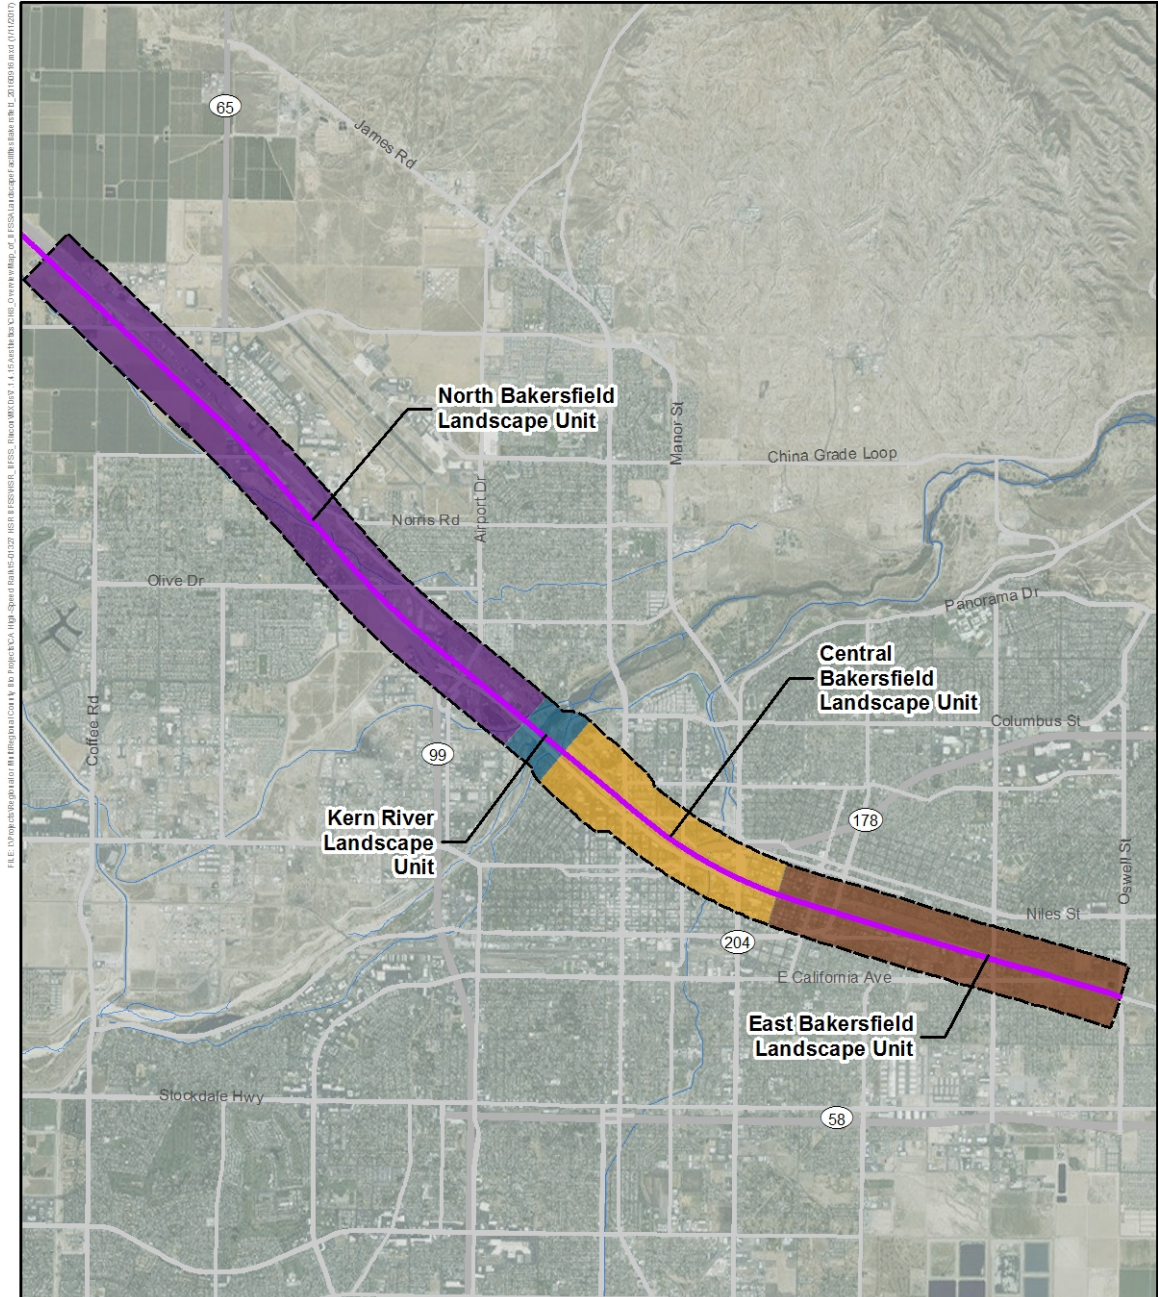 65
James Rd
North Bakersfield
Landscape Unit
Manor St
China Grade Loop
Airport Dr
Norris Rd
Olive Dr
Panorama Dr
Central
Bakersfield
Landscape Unit
Coffee Rd
Columbus St
99
Kern River
Landscape
Unit
178
Oswell St
Niles St
204
E California Ave
East Bakersfield
Landscape Unit
Stockdale Hwy
58